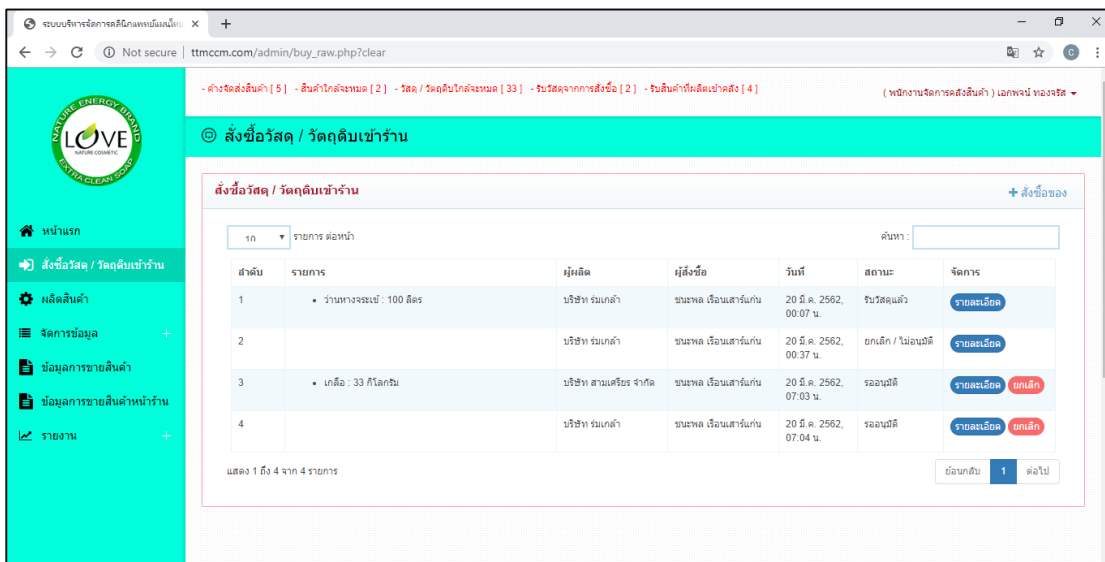 ระบบบริหารจัดการคลินิกแพทย์แผนไทย
Not secure ttmccm.com/admin/buy_raw.php?clear
- ค้างจัดส่งสินค้า [ 5 ] - สินค้าใกล้จะหมด [ 2 ] - วัสดุ / วัตถุดิบใกล้จะหมด [ 33 ] - รับวัสดุจากการสั่งซื้อ [ 2 ] - รับสินค้าที่ผลิตเข้าคลัง [ 4 ]
( พนักงานจัดการคลังสินค้า ) เอกพจน์ ทองจรัส
NATURE ENERGY BRAND
LOVE
NATURE COSMETIC
EXTRA CLEAN SOAP
สั่งซื้อวัสดุ / วัตถุดิบเข้าร้าน
สั่งซื้อวัสดุ / วัตถุดิบเข้าร้าน
+ สั่งซื้อของ
หน้าแรก
สั่งซื้อวัสดุ / วัตถุดิบเข้าร้าน
ผลิตสินค้า
จัดการข้อมูล +
ข้อมูลการขายสินค้า
ข้อมูลการขายสินค้าหน้าร้าน
รายงาน +
10 รายการ ต่อหน้า
ค้นหา :
ลำดับ รายการ ผู้ผลิต ผู้สั่งซื้อ วันที่ สถานะ จัดการ
1 • ว่านหางจระเข้ : 100 ลิตร บริษัท ร่มเกล้า ชนะพล เรือนเสาร์แก่น 20 มี.ค. 2562, รับวัสดุแล้ว รายละเอียด
00:07 น.
2 บริษัท ร่มเกล้า ชนะพล เรือนเสาร์แก่น 20 มี.ค. 2562, ยกเลิก / ไม่อนุมัติ รายละเอียด
00:37 น.
3 • เกลือ : 33 กิโลกรัม บริษัท สามเศรียร จำกัด ชนะพล เรือนเสาร์แก่น 20 มี.ค. 2562, รออนุมัติ รายละเอียด ยกเลิก
07:03 น.
4 บริษัท ร่มเกล้า ชนะพล เรือนเสาร์แก่น 20 มี.ค. 2562, รออนุมัติ รายละเอียด ยกเลิก
07:04 น.
แสดง 1 ถึง 4 จาก 4 รายการ
ย้อนกลับ 1 ต่อไป